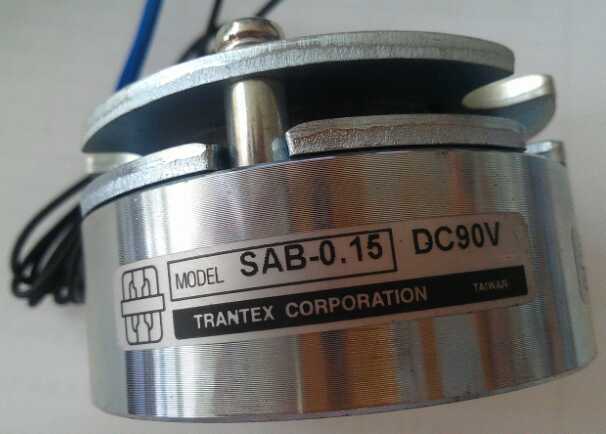 MODEL SAB-0.15 DC90V
TRANTEX CORPORATION TAIWAN